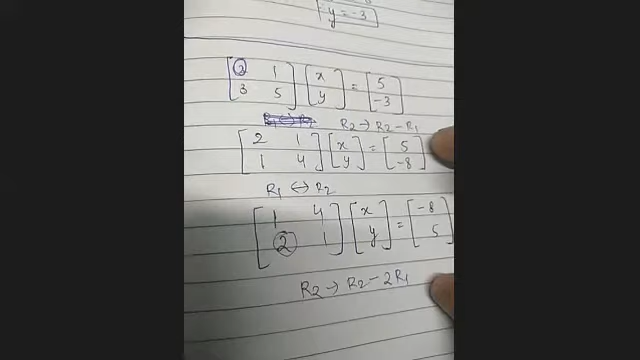 y = -3
[2 1; 3 5] [x; y] = [5; -3]
R2 → R2 - R1
[2 1; 1 4] [x; y] = [5; -8]
R1 ↔ R2
[1 4; 2 1] [x; y] = [-8; 5]
R2 → R2 - 2R1